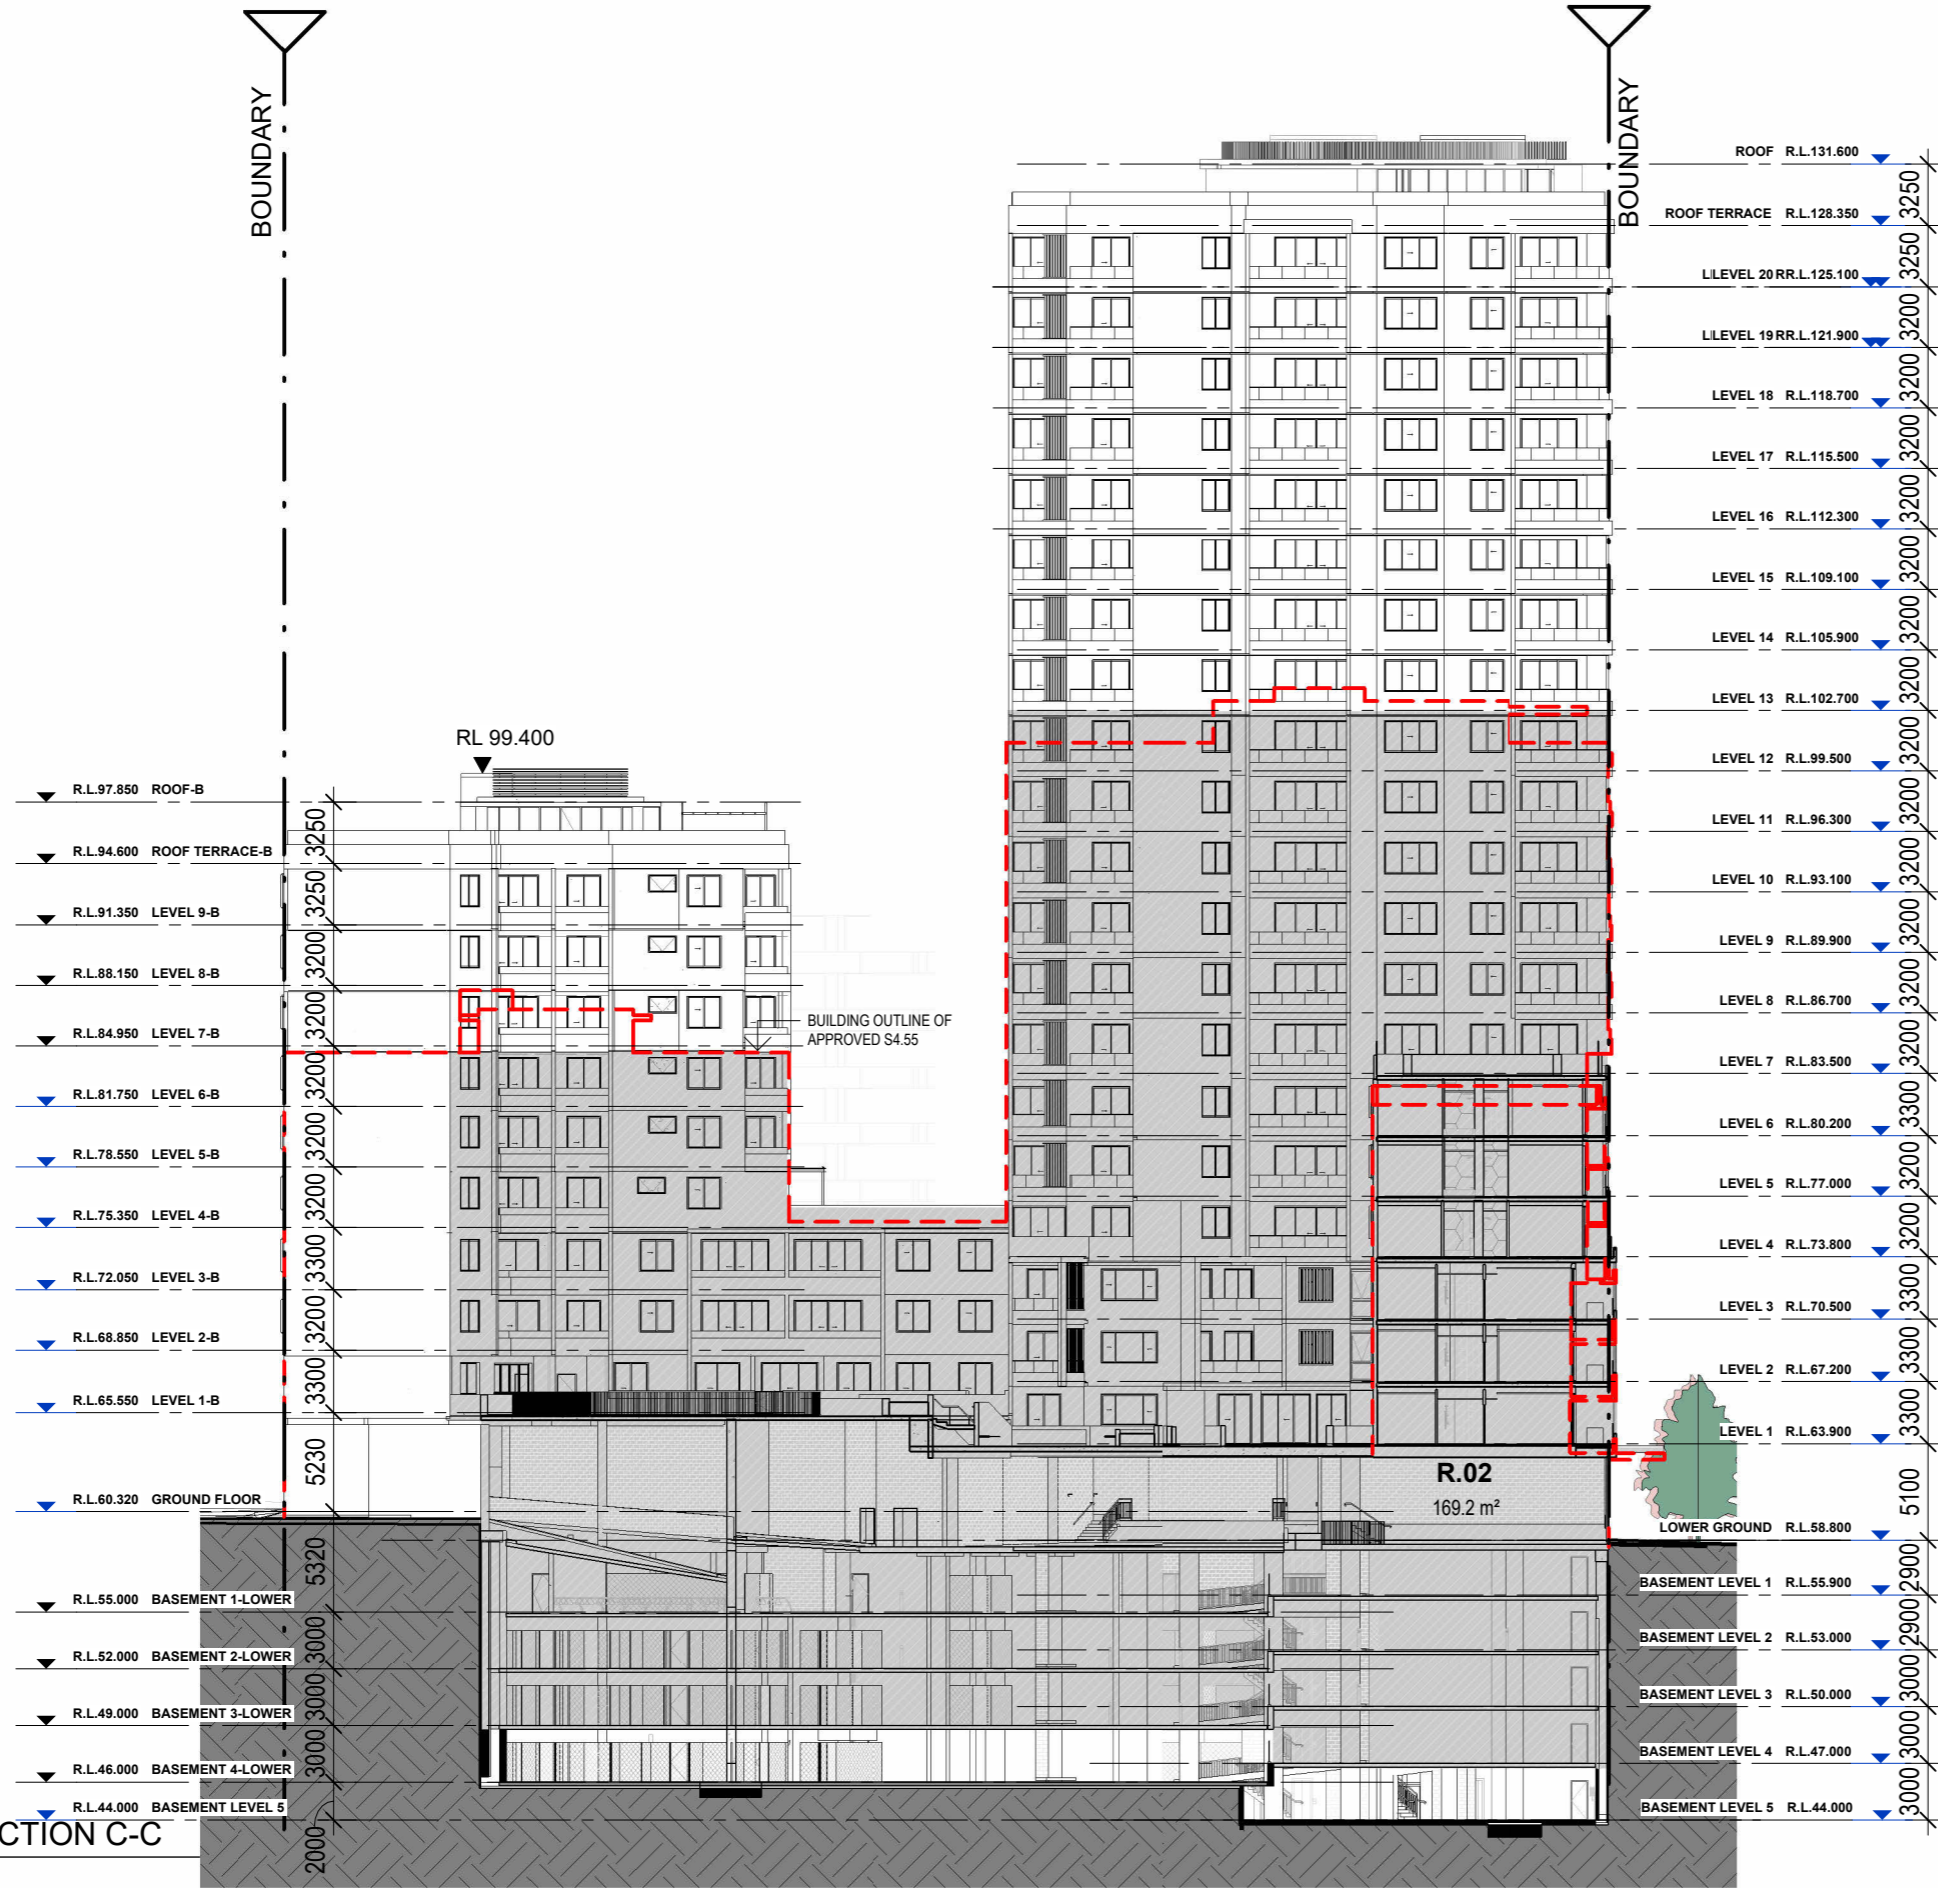 BOUNDARY
BOUNDARY
ROOF R.L.131.600
3250
ROOF TERRACE R.L.128.350
3250
LEVEL 20 R.L.125.100
3200
LEVEL 19 R.L.121.900
3200
LEVEL 18 R.L.118.700
3200
LEVEL 17 R.L.115.500
3200
LEVEL 16 R.L.112.300
3200
LEVEL 15 R.L.109.100
3200
LEVEL 14 R.L.105.900
3200
LEVEL 13 R.L.102.700
3200
LEVEL 12 R.L.99.500
3200
LEVEL 11 R.L.96.300
3200
LEVEL 10 R.L.93.100
3200
LEVEL 9 R.L.89.900
3200
LEVEL 8 R.L.86.700
3200
LEVEL 7 R.L.83.500
3300
LEVEL 6 R.L.80.200
3200
LEVEL 5 R.L.77.000
3200
LEVEL 4 R.L.73.800
3300
LEVEL 3 R.L.70.500
3300
LEVEL 2 R.L.67.200
3300
LEVEL 1 R.L.63.900
5100
LOWER GROUND R.L.58.800
2900
BASEMENT LEVEL 1 R.L.55.900
2900
BASEMENT LEVEL 2 R.L.53.000
3000
BASEMENT LEVEL 3 R.L.50.000
3000
BASEMENT LEVEL 4 R.L.47.000
3000
BASEMENT LEVEL 5 R.L.44.000
RL 99.400
R.L.97.850 ROOF-B
3250
R.L.94.600 ROOF TERRACE-B
3250
R.L.91.350 LEVEL 9-B
3200
R.L.88.150 LEVEL 8-B
3200
R.L.84.950 LEVEL 7-B
3200
R.L.81.750 LEVEL 6-B
3200
R.L.78.550 LEVEL 5-B
3200
R.L.75.350 LEVEL 4-B
3300
R.L.72.050 LEVEL 3-B
3200
R.L.68.850 LEVEL 2-B
3300
R.L.65.550 LEVEL 1-B
5230
R.L.60.320 GROUND FLOOR
5320
R.L.55.000 BASEMENT 1-LOWER
3000
R.L.52.000 BASEMENT 2-LOWER
3000
R.L.49.000 BASEMENT 3-LOWER
3000
R.L.46.000 BASEMENT 4-LOWER
R.L.44.000 BASEMENT LEVEL 5
2000
BUILDING OUTLINE OF
APPROVED S4.55
R.02
169.2 m²
CTION C-C